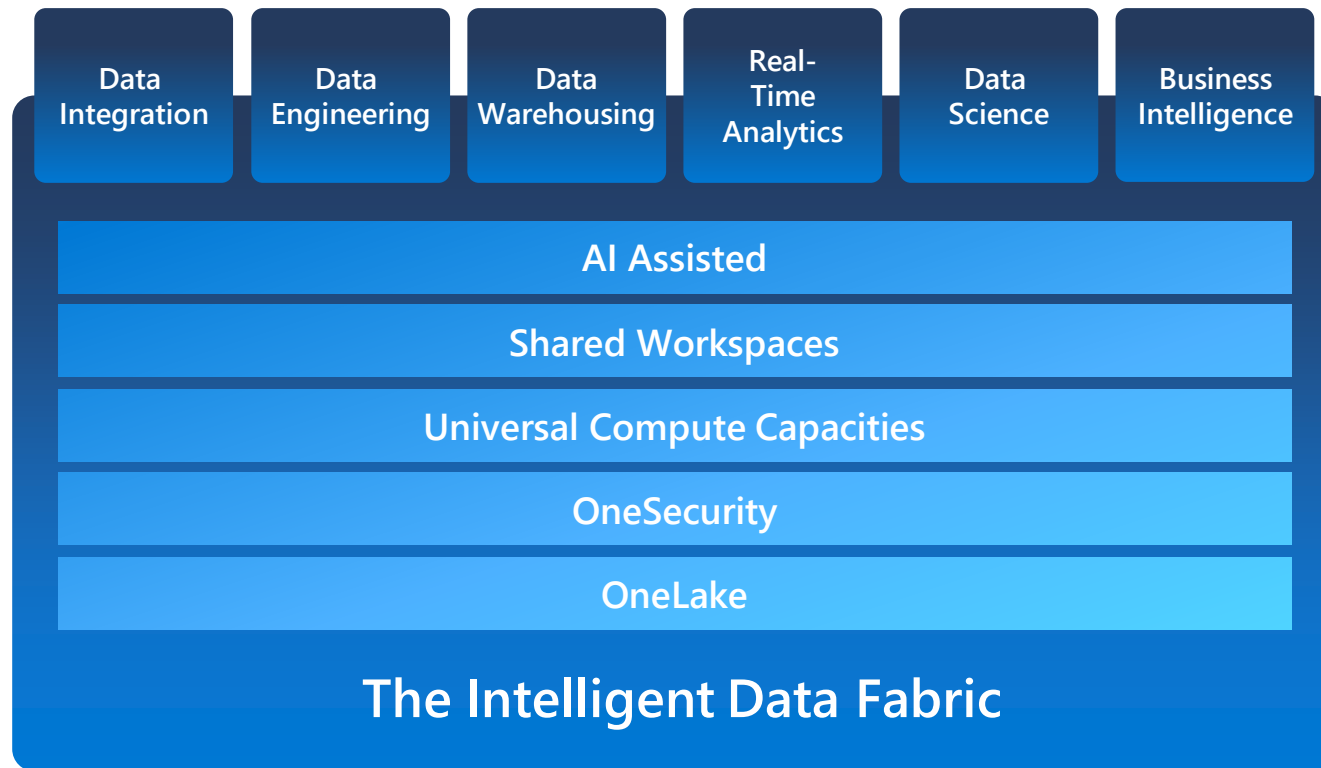 Data
Integration
Data
Engineering
Data
Warehousing
Real-
Time
Analytics
Data
Science
Business
Intelligence
AI Assisted
Shared Workspaces
Universal Compute Capacities
OneSecurity
OneLake
The Intelligent Data Fabric